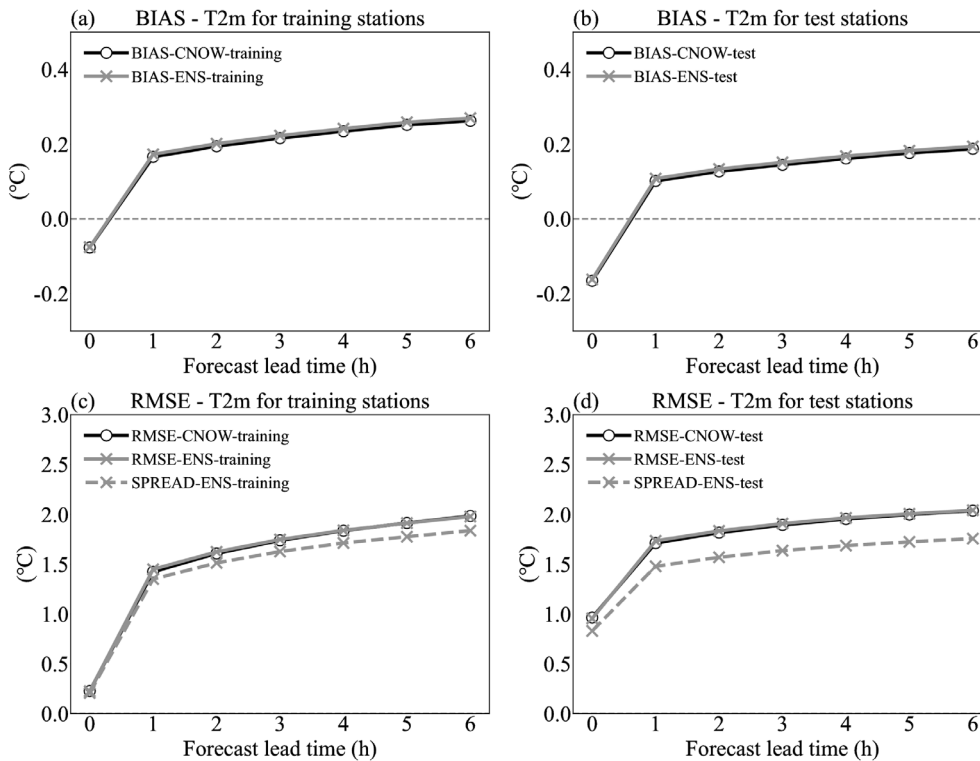 (a) BIAS - T2m for training stations
BIAS-CNOW-training
BIAS-ENS-training
0.4
0.2
0.0
-0.2
(°C)
0 1 2 3 4 5 6
Forecast lead time (h)
(b) BIAS - T2m for test stations
BIAS-CNOW-test
BIAS-ENS-test
0.4
0.2
0.0
-0.2
(°C)
0 1 2 3 4 5 6
Forecast lead time (h)
(c) RMSE - T2m for training stations
RMSE-CNOW-training
RMSE-ENS-training
SPREAD-ENS-training
3.0
2.5
2.0
1.5
1.0
0.5
0.0
(°C)
0 1 2 3 4 5 6
Forecast lead time (h)
(d) RMSE - T2m for test stations
RMSE-CNOW-test
RMSE-ENS-test
SPREAD-ENS-test
3.0
2.5
2.0
1.5
1.0
0.5
0.0
(°C)
0 1 2 3 4 5 6
Forecast lead time (h)